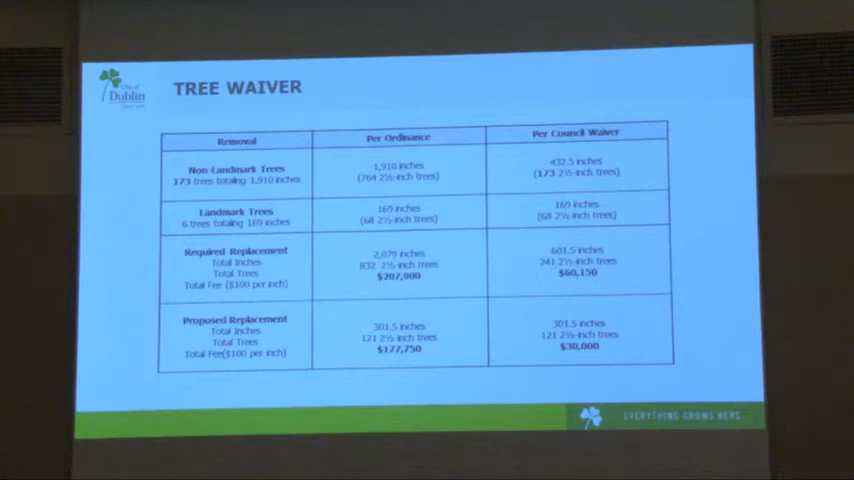 City of
Dublin
TREE WAIVER
Removal
Per Ordinance
Per Council Waiver
Non-Landmark Trees
173 trees totaling 1,910 inches
1,910 inches
(764 2½-inch trees)
432.5 inches
(173 2½-inch trees)
Landmark Trees
6 trees totaling 169 inches
169 inches
(68 2½-inch trees)
169 inches
(68 2½-inch trees)
Required Replacement
Total Inches
Total Trees
Total Fee ($100 per inch)
2,079 inches
832 2½-inch trees
$207,900
601.5 inches
241 2½-inch trees
$60,150
Proposed Replacement
Total Inches
Total Trees
Total Fee($100 per inch)
301.5 inches
121 2½-inch trees
$177,750
301.5 inches
121 2½-inch trees
$30,000
EVERYTHING GROWS HERE.